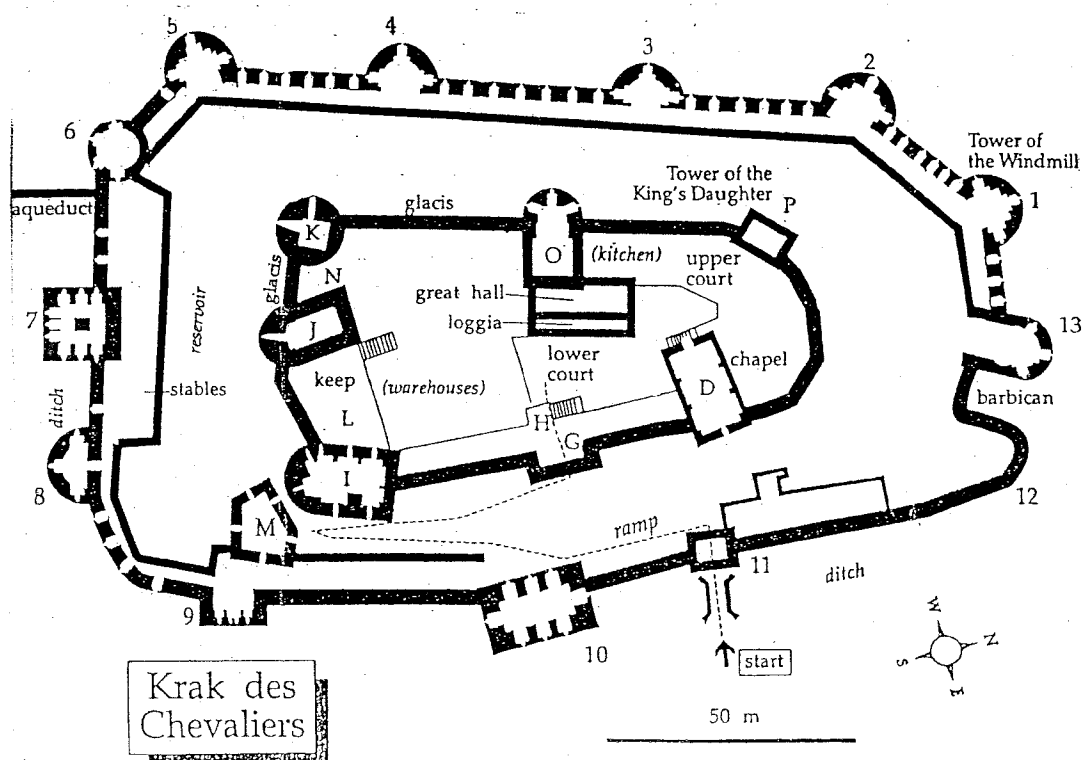 5
4
3
2
6
Tower of
the Windmill
1
Tower of the
King's Daughter
P
aqueduct
glacis
K
O
(kitchen)
upper
court
N
glacis
great hall
loggia
7
reservoir
J
13
keep
(warehouses)
lower
court
chapel
D
stables
barbican
ditch
L
H
G
8
I
12
M
ramp
11
ditch
9
10
start
W
N
S
E
Krak des
Chevaliers
50 m